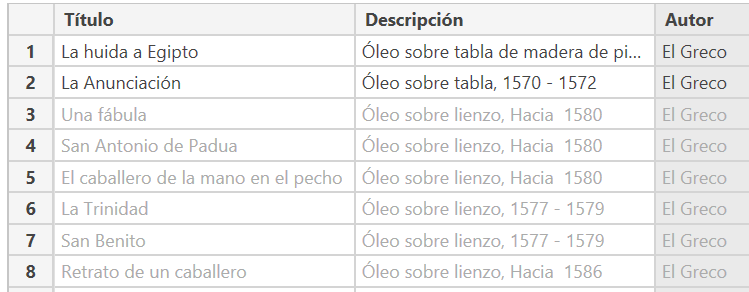 Título Descripción Autor
1 La huida a Egipto Óleo sobre tabla de madera de pi... El Greco
2 La Anunciación Óleo sobre tabla, 1570 - 1572 El Greco
3 Una fábula Óleo sobre lienzo, Hacia  1580 El Greco
4 San Antonio de Padua Óleo sobre lienzo, Hacia  1580 El Greco
5 El caballero de la mano en el pecho Óleo sobre lienzo, Hacia  1580 El Greco
6 La Trinidad Óleo sobre lienzo, 1577 - 1579 El Greco
7 San Benito Óleo sobre lienzo, 1577 - 1579 El Greco
8 Retrato de un caballero Óleo sobre lienzo, Hacia  1586 El Greco